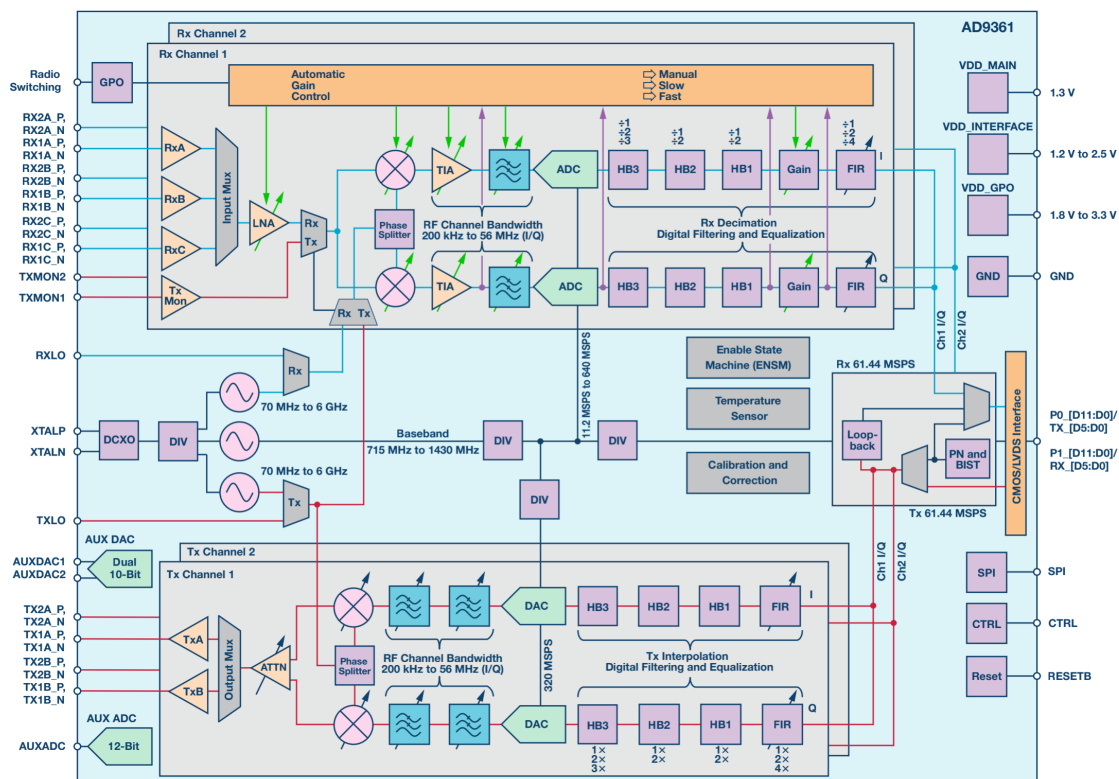 AD9361
Rx Channel 2
Rx Channel 1
Radio
Switching
GPO
Automatic
Gain
Control
Manual
Slow
Fast
VDD_MAIN
1.3 V
VDD_INTERFACE
1.2 V to 2.5 V
VDD_GPO
1.8 V to 3.3 V
GND
GND
RX2A_P,
RX2A_N
RX1A_P,
RX1A_N
RX2B_P,
RX2B_N
RX1B_P,
RX1B_N
RX2C_P,
RX2C_N
RX1C_P,
RX1C_N
TXMON2
TXMON1
RxA
RxB
RxC
Tx
Mon
Input Mux
LNA
Rx
Tx
Phase
Splitter
Rx Tx
TIA
ADC
÷1
÷2
÷3
HB3
÷1
÷2
HB2
÷1
÷2
HB1
Gain
÷1
÷2
÷4
FIR
I
RF Channel Bandwidth
200 kHz to 56 MHz (I/Q)
Rx Decimation
Digital Filtering and Equalization
TIA
ADC
HB3
HB2
HB1
Gain
FIR
Q
Ch1 I/Q
Ch2 I/Q
RXLO
Rx
70 MHz to 6 GHz
XTALP
XTALN
DCXO
DIV
Baseband
715 MHz to 1430 MHz
DIV
DIV
DIV
11.2 MSPS to 640 MSPS
70 MHz to 6 GHz
Tx
TXLO
Enable State
Machine (ENSM)
Temperature
Sensor
Calibration and
Correction
Rx 61.44 MSPS
Loop-
back
PN and
BIST
Tx 61.44 MSPS
CMOS/LVDS Interface
P0_[D11:D0]/
TX_[D5:D0]
P1_[D11:D0]/
RX_[D5:D0]
Ch1 I/Q
Ch2 I/Q
AUX DAC
AUXDAC1
AUXDAC2
Dual
10-Bit
Tx Channel 2
Tx Channel 1
TX2A_P,
TX2A_N
TX1A_P,
TX1A_N
TX2B_P,
TX2B_N
TX1B_P,
TX1B_N
TxA
TxB
Output Mux
ATTN
Phase
Splitter
RF Channel Bandwidth
200 kHz to 56 MHz (I/Q)
DAC
320 MSPS
HB3
HB2
HB1
FIR
I
Tx Interpolation
Digital Filtering and Equalization
DAC
HB3
HB2
HB1
FIR
Q
1×
2×
3×
1×
2×
1×
2×
1×
2×
4×
AUX ADC
AUXADC
12-Bit
SPI
SPI
CTRL
CTRL
Reset
RESETB